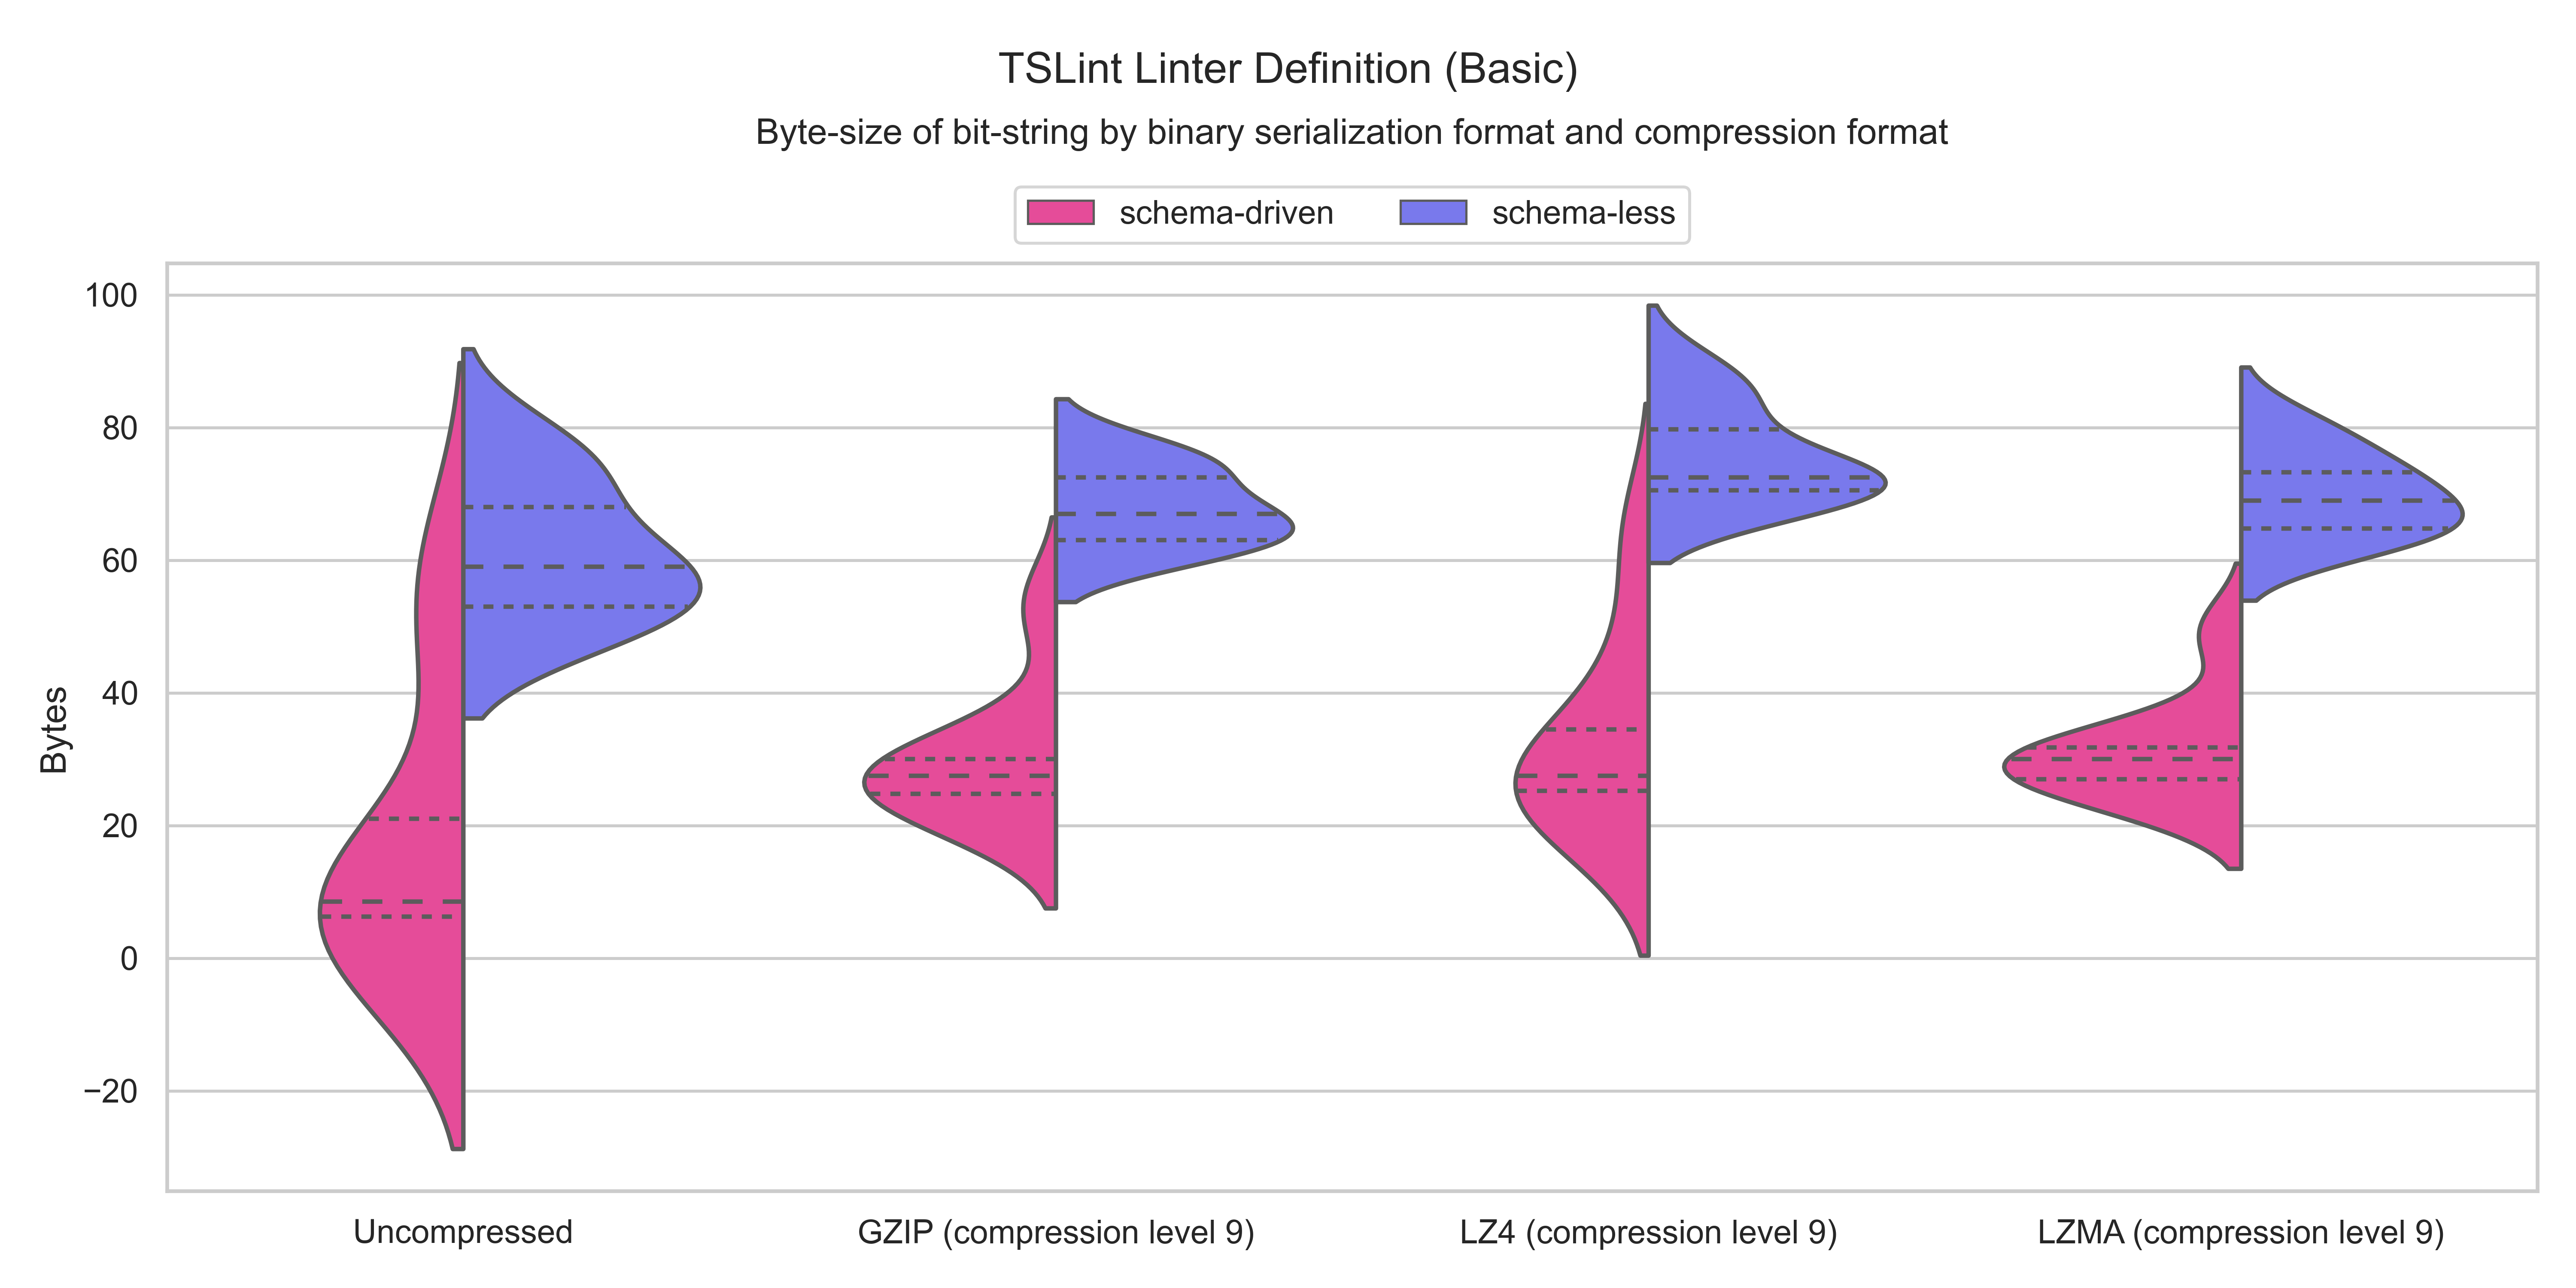 TSLint Linter Definition (Basic)
Byte-size of bit-string by binary serialization format and compression format
schema-driven schema-less
100
80
60
40
20
0
−20
Bytes
Uncompressed GZIP (compression level 9) LZ4 (compression level 9) LZMA (compression level 9)